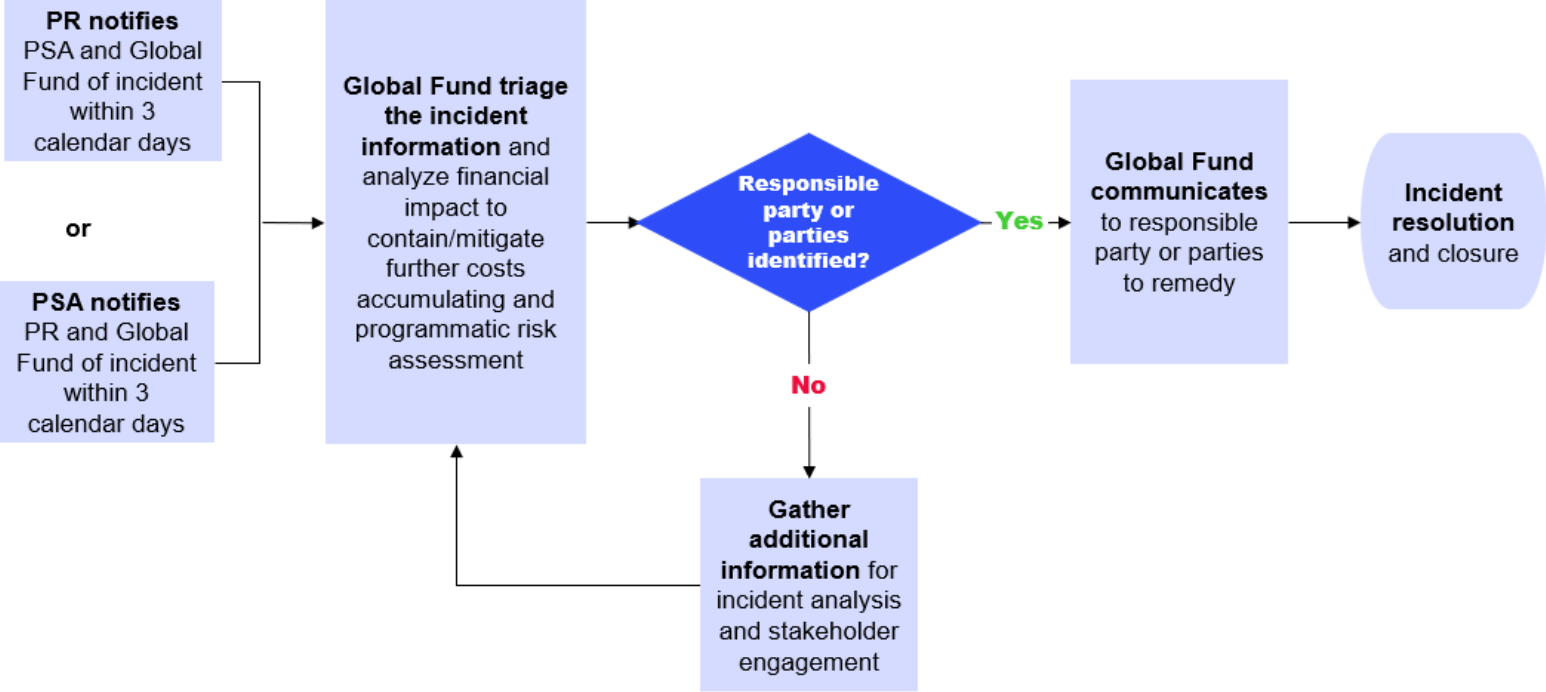 PR notifies
PSA and Global
Fund of incident
within 3
calendar days
or
PSA notifies
PR and Global
Fund of incident
within 3
calendar days
Global Fund triage
the incident
information and
analyze financial
impact to
contain/mitigate
further costs
accumulating and
programmatic risk
assessment
Responsible
party or
parties
identified?
Yes
Global Fund
communicates
to responsible
party or parties
to remedy
Incident
resolution
and closure
No
Gather
additional
information for
incident analysis
and stakeholder
engagement